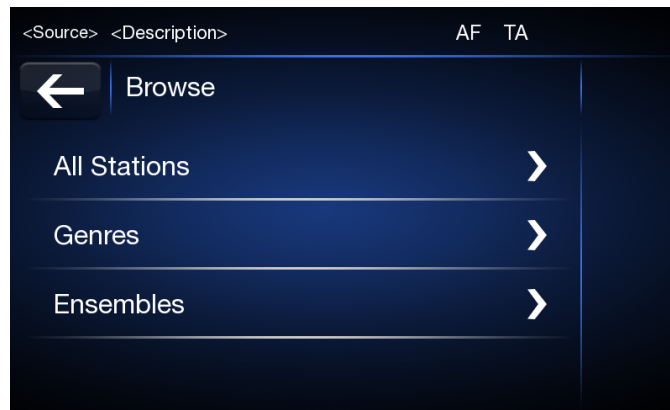 <Source> <Description> AF TA
Browse
All Stations
Genres
Ensembles